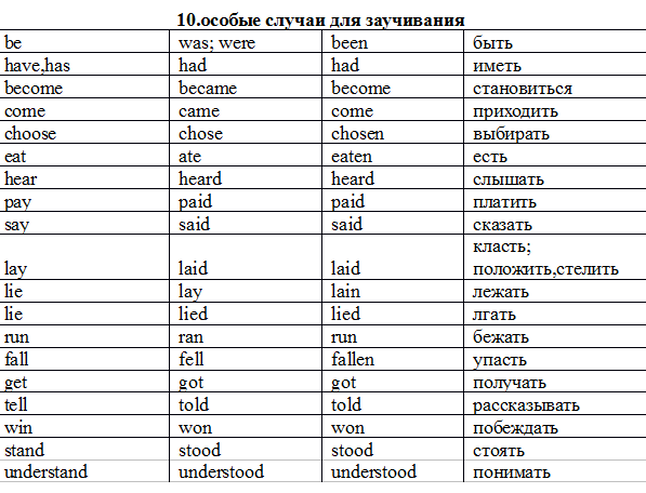 10.особые случаи для заучивания
be was; were been быть
have,has had had иметь
become became become становиться
come came come приходить
choose chose chosen выбирать
eat ate eaten есть
hear heard heard слышать
pay paid paid платить
say said said сказать
класть;
lay laid laid положить,стелить
lie lay lain лежать
lie lied lied лгать
run ran run бежать
fall fell fallen упасть
get got got получать
tell told told рассказывать
win won won побеждать
stand stood stood стоять
understand understood understood понимать